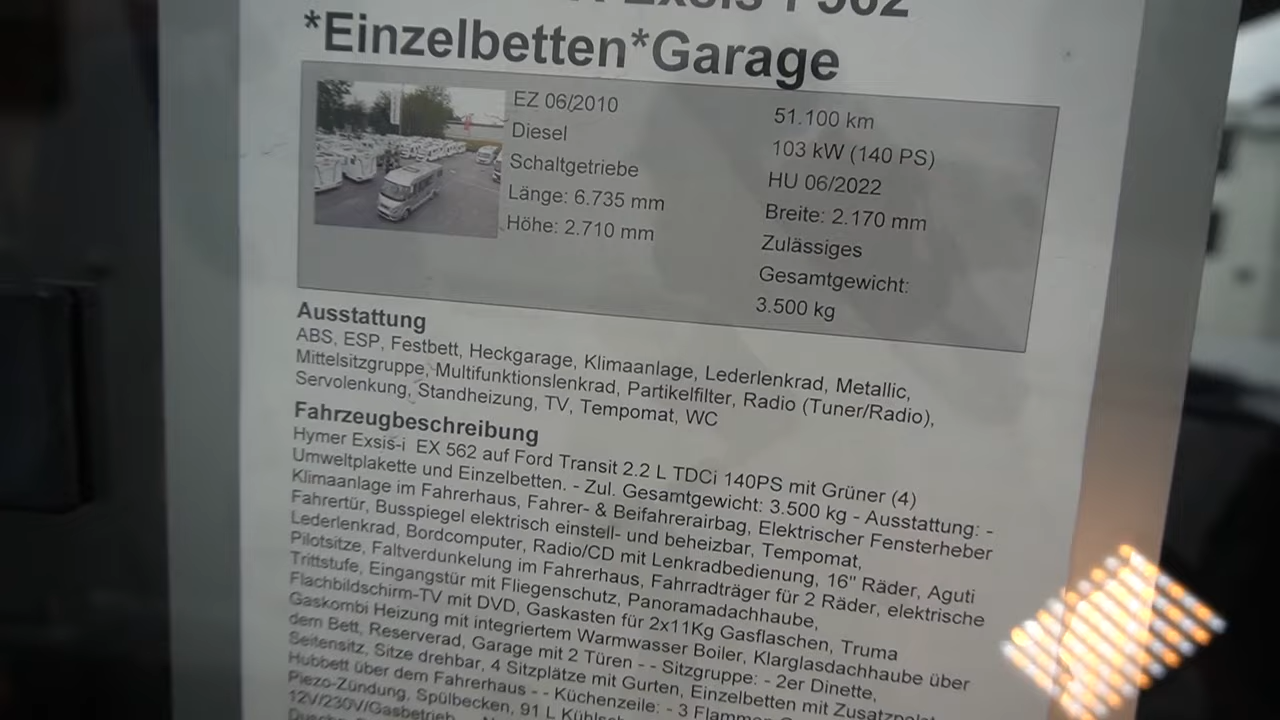 Exsis-i 562
*Einzelbetten*Garage
EZ 06/2010
Diesel
Schaltgetriebe
Länge: 6.735 mm
Höhe: 2.710 mm
51.100 km
103 kW (140 PS)
HU 06/2022
Breite: 2.170 mm
Zulässiges
Gesamtgewicht:
3.500 kg
Ausstattung
ABS, ESP, Festbett, Heckgarage, Klimaanlage, Lederlenkrad, Metallic,
Mittelsitzgruppe, Multifunktionslenkrad, Partikelfilter, Radio (Tuner/Radio),
Servolenkung, Standheizung, TV, Tempomat, WC
Fahrzeugbeschreibung
Hymer Exsis-i EX 562 auf Ford Transit 2.2 L TDCi 140PS mit Grüner (4)
Umweltplakette und Einzelbetten. - Zul. Gesamtgewicht: 3.500 kg - Ausstattung: -
Klimaanlage im Fahrerhaus, Fahrer- & Beifahrerairbag, Elektrischer Fensterheber
Fahrertür, Busspiegel elektrisch einstell- und beheizbar, Tempomat,
Lederlenkrad, Bordcomputer, Radio/CD mit Lenkradbedienung, 16" Räder, Aguti
Pilotsitze, Faltverdunkelung im Fahrerhaus, Fahrradträger für 2 Räder, elektrische
Trittstufe, Eingangstür mit Fliegenschutz, Panoramadachhaube,
Flachbildschirm-TV mit DVD, Gaskasten für 2x11Kg Gasflaschen, Truma
Gaskombi Heizung mit integriertem Warmwasser Boiler, Klarglasdachhaube über
dem Bett, Reserverad, Garage mit 2 Türen - - Sitzgruppe: - 2er Dinette,
Seitensitz, Sitze drehbar, 4 Sitzplätze mit Gurten, Einzelbetten mit
Hubbett über dem Fahrerhaus - - Küchenzeile: - 3
Piezo-Zündung, Spülbecken, 91 L
12V/230V/Gasbetrieb